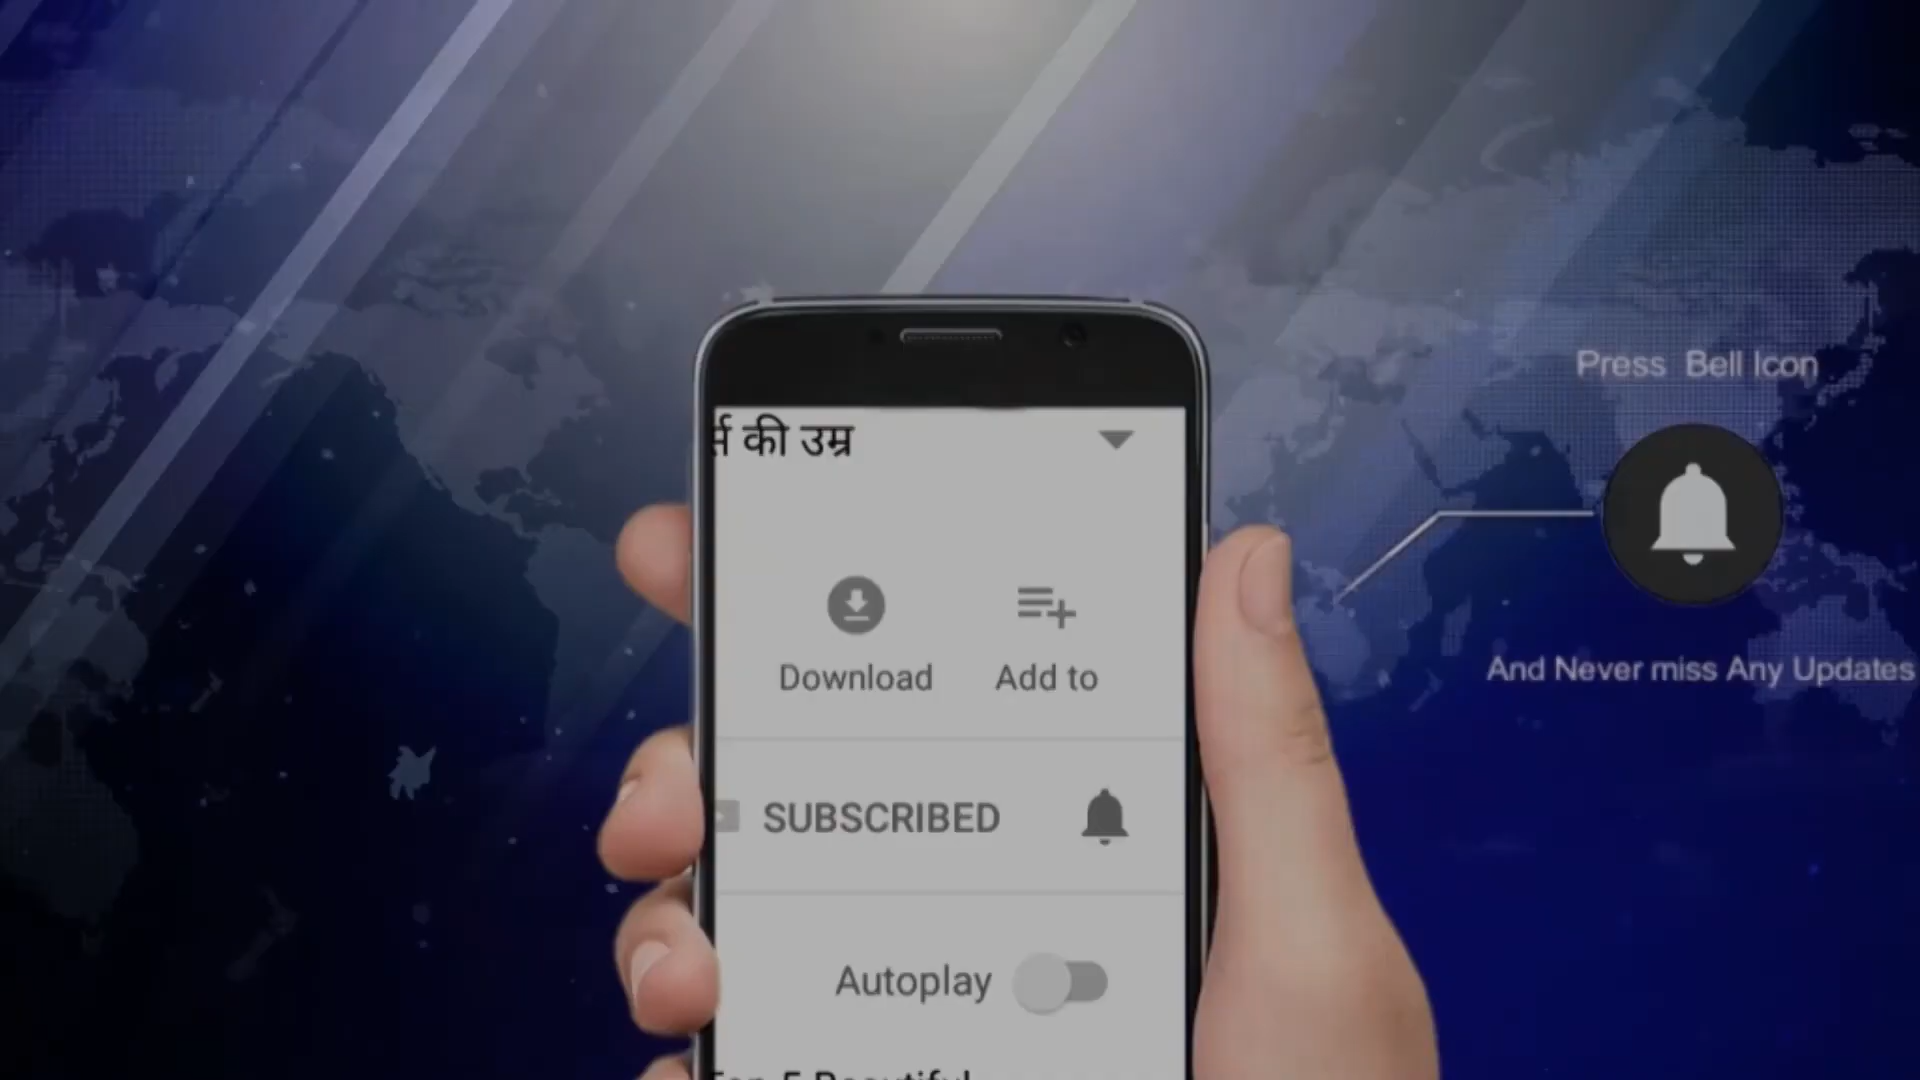 की उम्र
Download
Add to
SUBSCRIBED
Autoplay
Press Bell Icon
And Never miss Any Updates